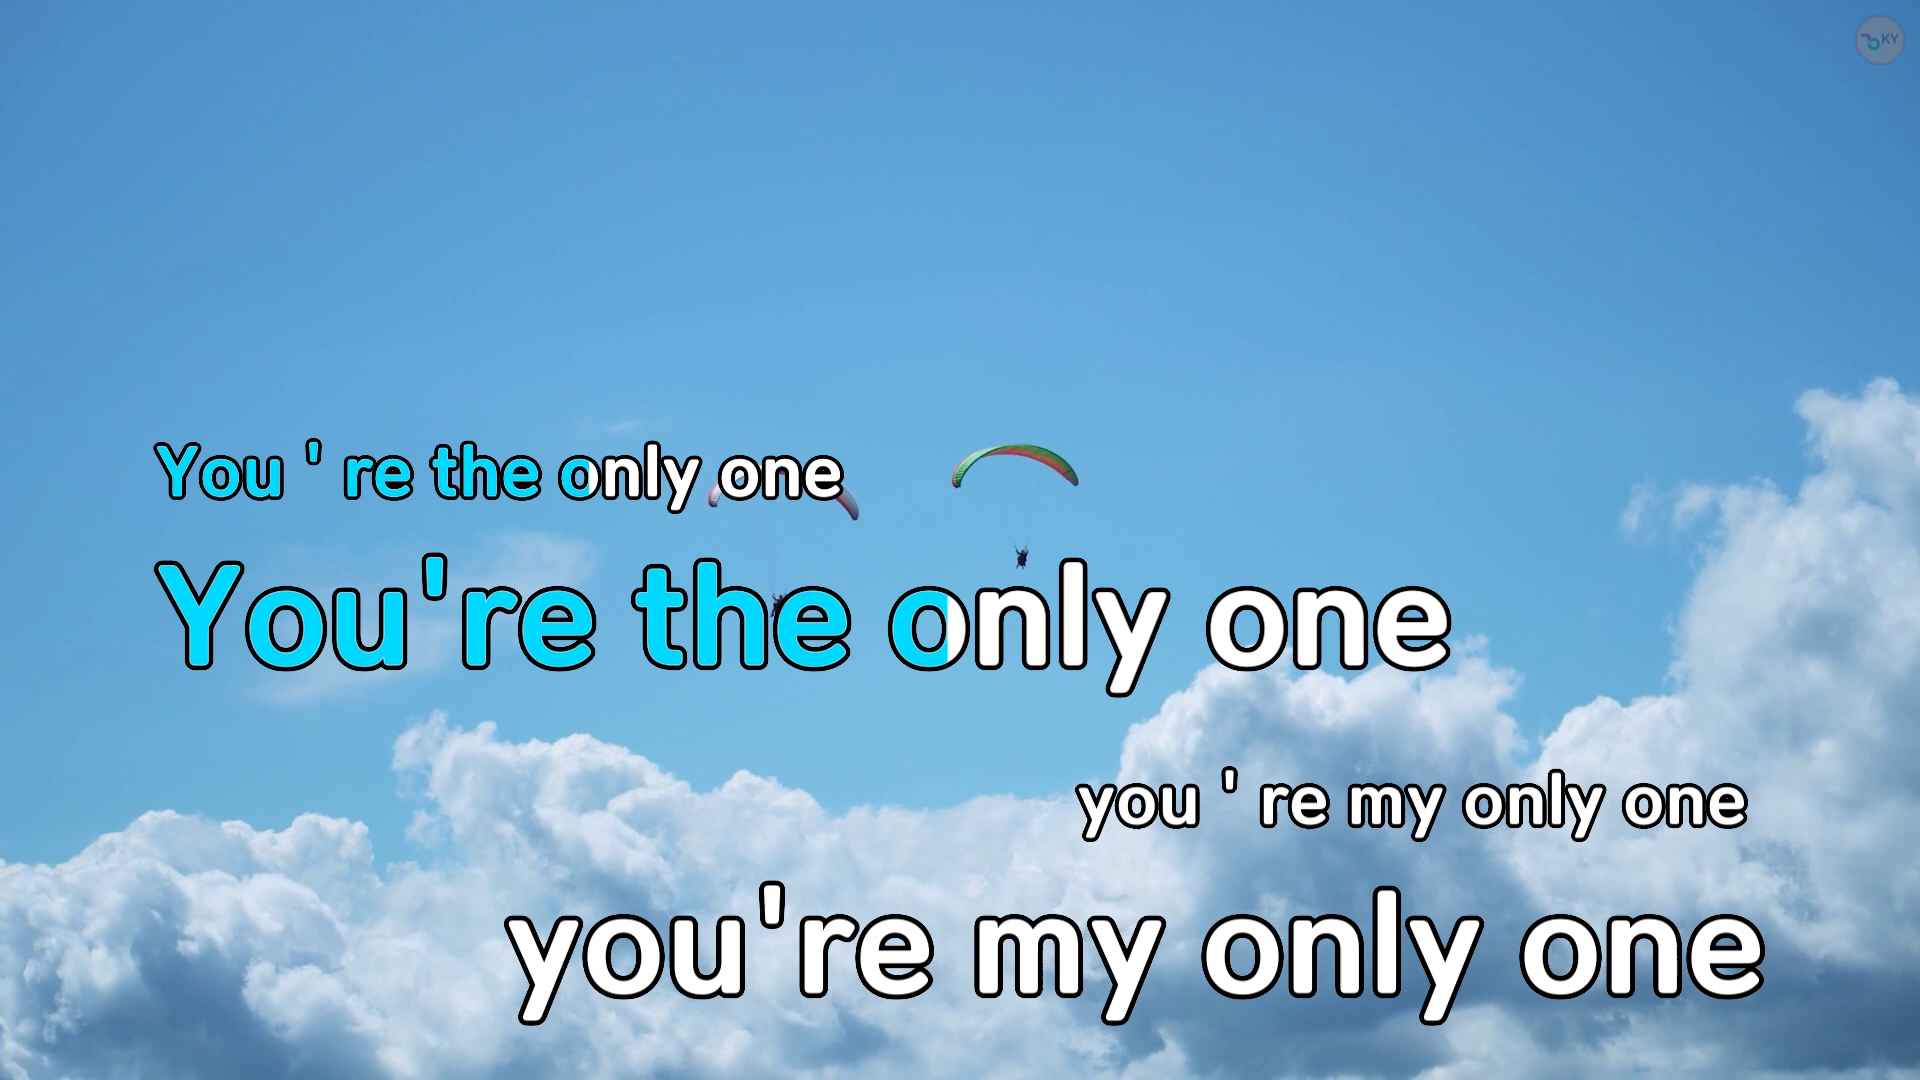 KY
You ' re the only one
You're the only one
you ' re my only one
you're my only one